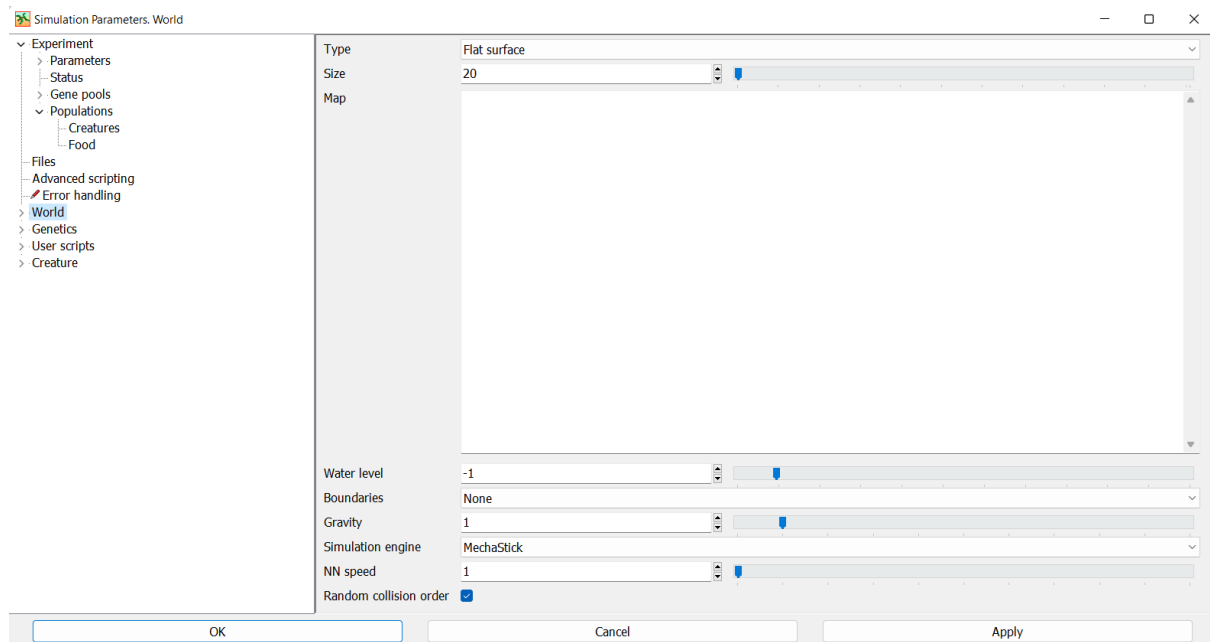 Simulation Parameters. World
Experiment
Parameters
Status
Gene pools
Populations
Creatures
Food
Files
Advanced scripting
Error handling
World
Genetics
User scripts
Creature
Type Flat surface
Size 20
Map
Water level -1
Boundaries None
Gravity 1
Simulation engine MechaStick
NN speed 1
Random collision order
OK Cancel Apply